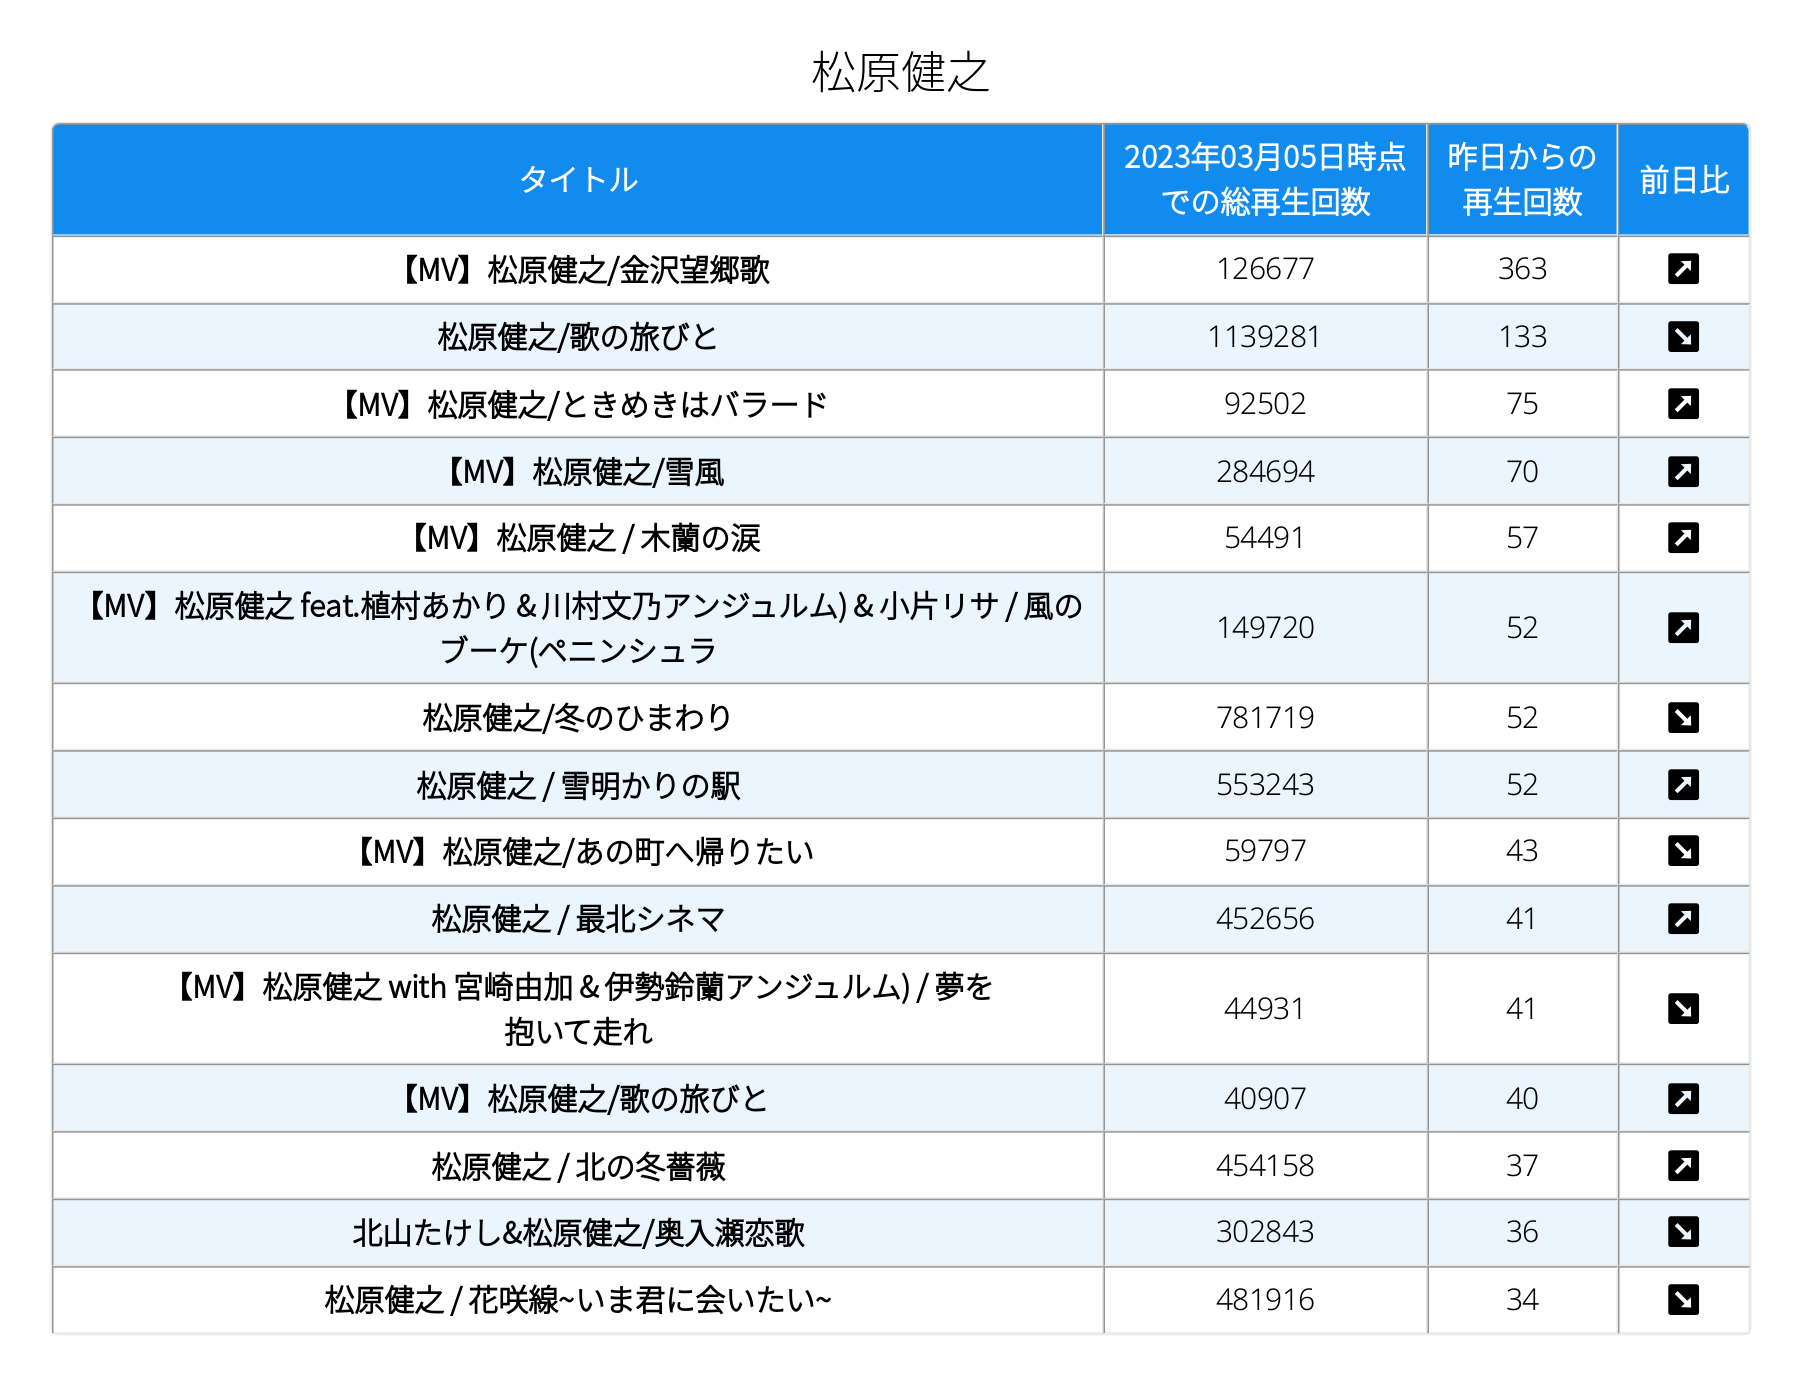 松原健之
タイトル
2023年03月05日時点
での総再生回数
昨日からの
再生回数
前日比
【MV】松原健之/金沢望郷歌 126677 363
松原健之/歌の旅びと 1139281 133
【MV】松原健之/ときめきはバラード 92502 75
【MV】松原健之/雪風 284694 70
【MV】松原健之 / 木蘭の涙 54491 57
【MV】松原健之 feat.植村あかり & 川村文乃アンジュルム) & 小片リサ / 風の
ブーケ(ペニンシュラ 149720 52
松原健之/冬のひまわり 781719 52
松原健之 / 雪明かりの駅 553243 52
【MV】松原健之/あの町へ帰りたい 59797 43
松原健之 / 最北シネマ 452656 41
【MV】松原健之 with 宮崎由加 & 伊勢鈴蘭アンジュルム) / 夢を
抱いて走れ 44931 41
【MV】松原健之/歌の旅びと 40907 40
松原健之 / 北の冬薔薇 454158 37
北山たけし&松原健之/奥入瀬恋歌 302843 36
松原健之 / 花咲線~いま君に会いたい~ 481916 34